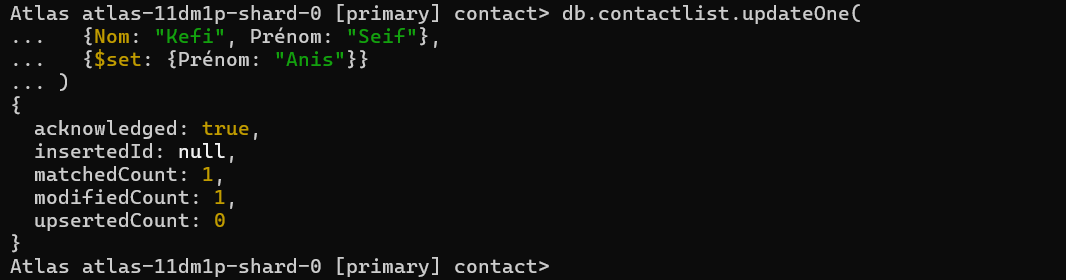 Atlas atlas-11dm1p-shard-0 [primary] contact> db.contactlist.updateOne(
...   {Nom: "Kefi", Prénom: "Seif"},
...   {$set: {Prénom: "Anis"}}
... )
{
  acknowledged: true,
  insertedId: null,
  matchedCount: 1,
  modifiedCount: 1,
  upsertedCount: 0
}
Atlas atlas-11dm1p-shard-0 [primary] contact>